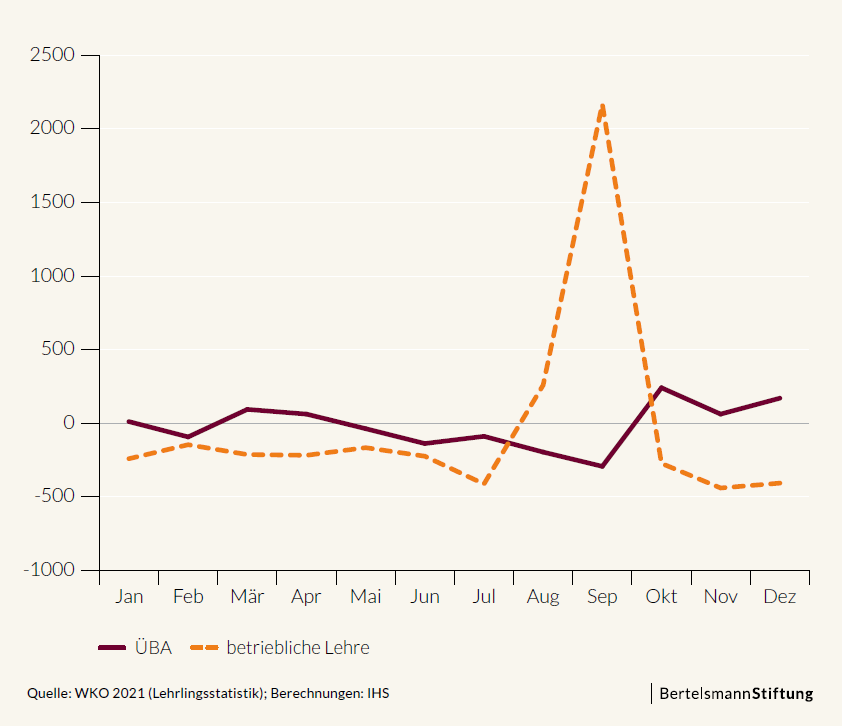 2500
2000
1500
1000
500
0
-500
-1000
Jan Feb Mär Apr Mai Jun Jul Aug Sep Okt Nov Dez
ÜBA betriebliche Lehre
Quelle: WKO 2021 (Lehrlingsstatistik); Berechnungen: IHS
BertelsmannStiftung